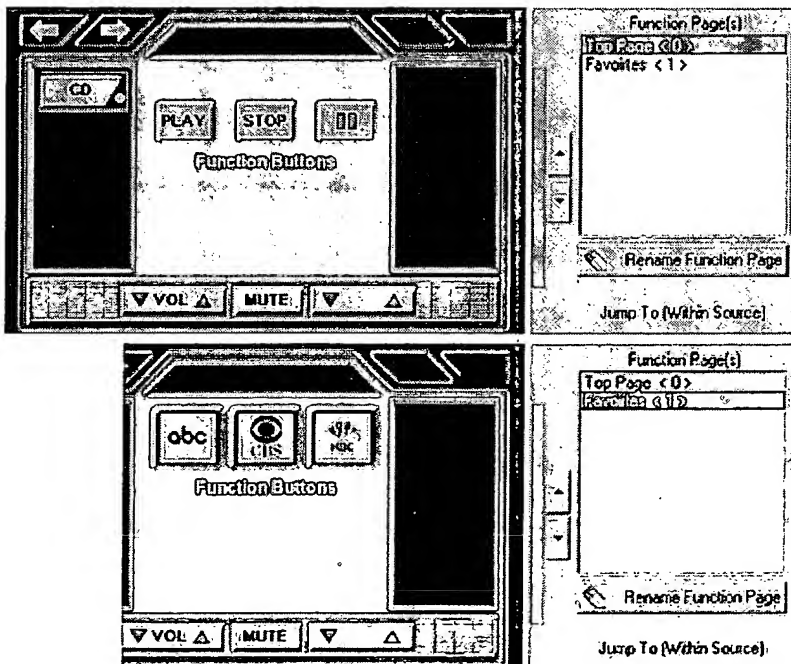 Function Page(s)
Top Page < 0 >
Favorites < 1 >
CD
PLAY STOP
Function Buttons
Rename Function Page
▼ VOL △ MUTE ▼ △
Jump To (Within Source)
Function Page(s)
Top Page < 0 >
Favorites < 1 >
abc CBS NBC
Function Buttons
Rename Function Page
▼ VOL △ MUTE ▼ △
Jump To (Within Source)